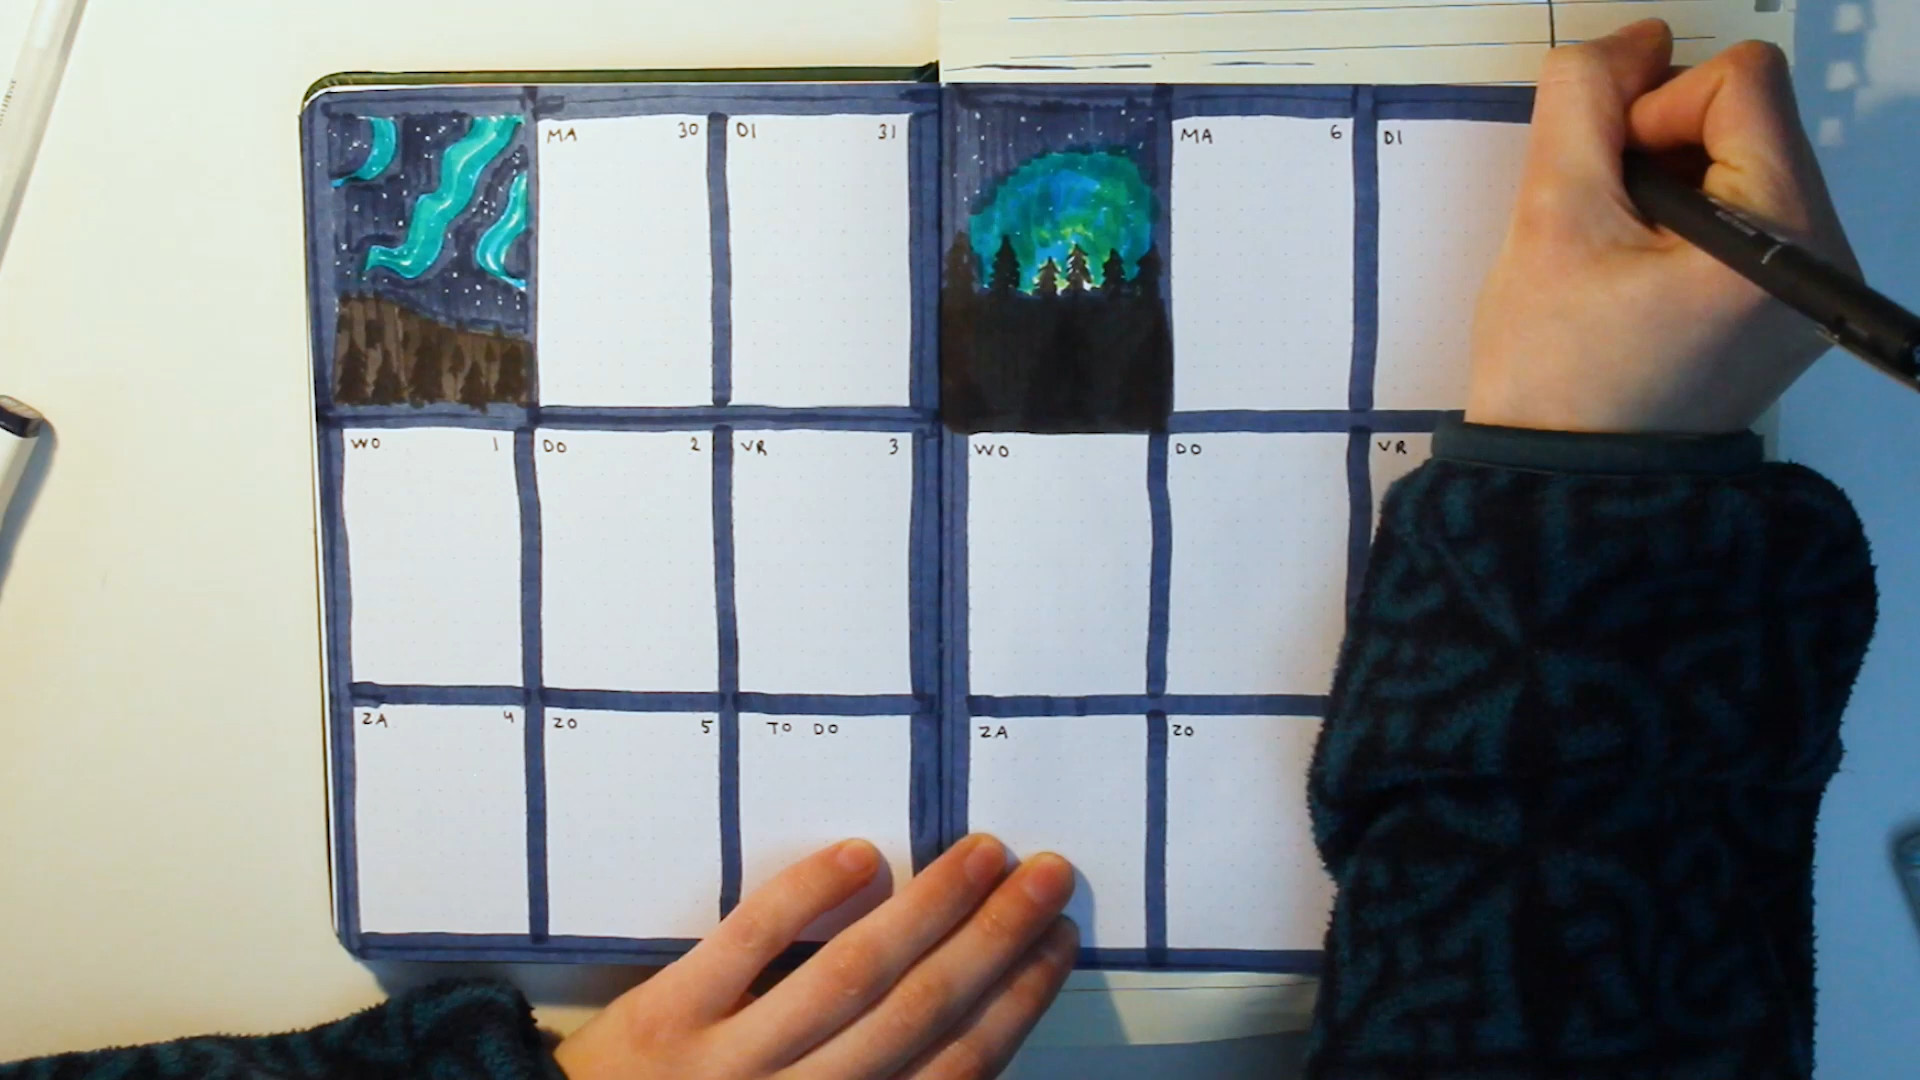 MA 30 DI 31
WO 1 DO 2 VR 3
ZA 4 ZO 5 TO DO
MA 6 DI
WO DO VR
ZA ZO